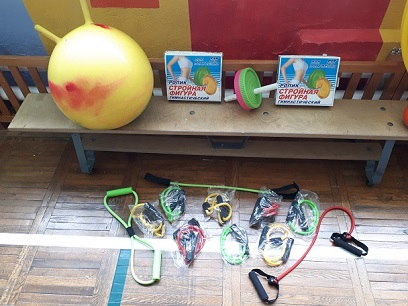 РОЛИК
СТРОЙНАЯ
ФИГУРА
ГИМНАСТИЧЕСКИЙ
РОЛИК
СТРОЙНАЯ
ФИГУРА
ГИМНАСТИЧЕСКИЙ